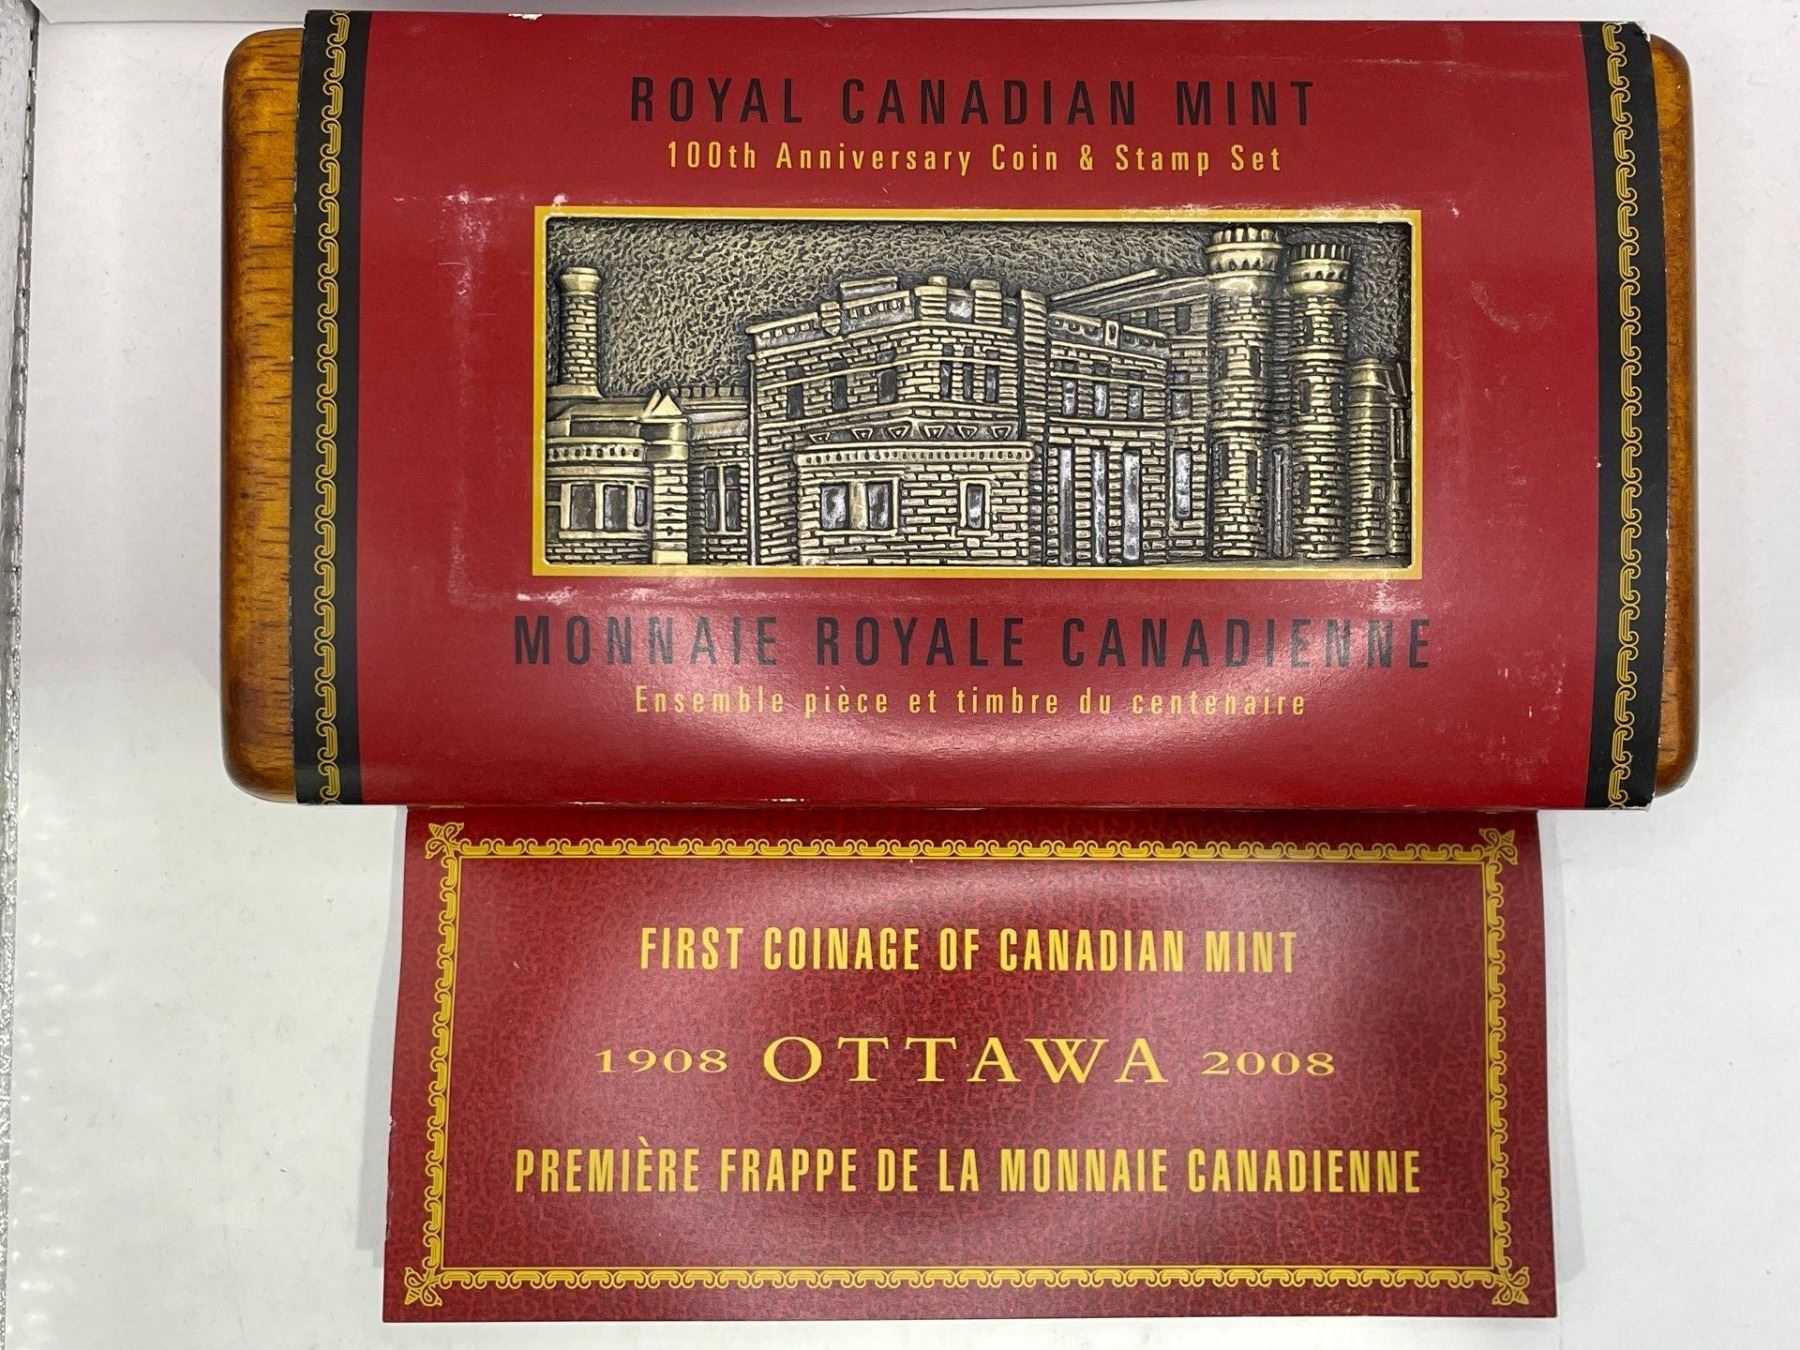 ROYAL CANADIAN MINT
100th Anniversary Coin & Stamp Set
MONNAIE ROYALE CANADIENNE
Ensemble pièce et timbre du centenaire
FIRST COINAGE OF CANADIAN MINT
1908 OTTAWA 2008
PREMIÈRE FRAPPE DE LA MONNAIE CANADIENNE